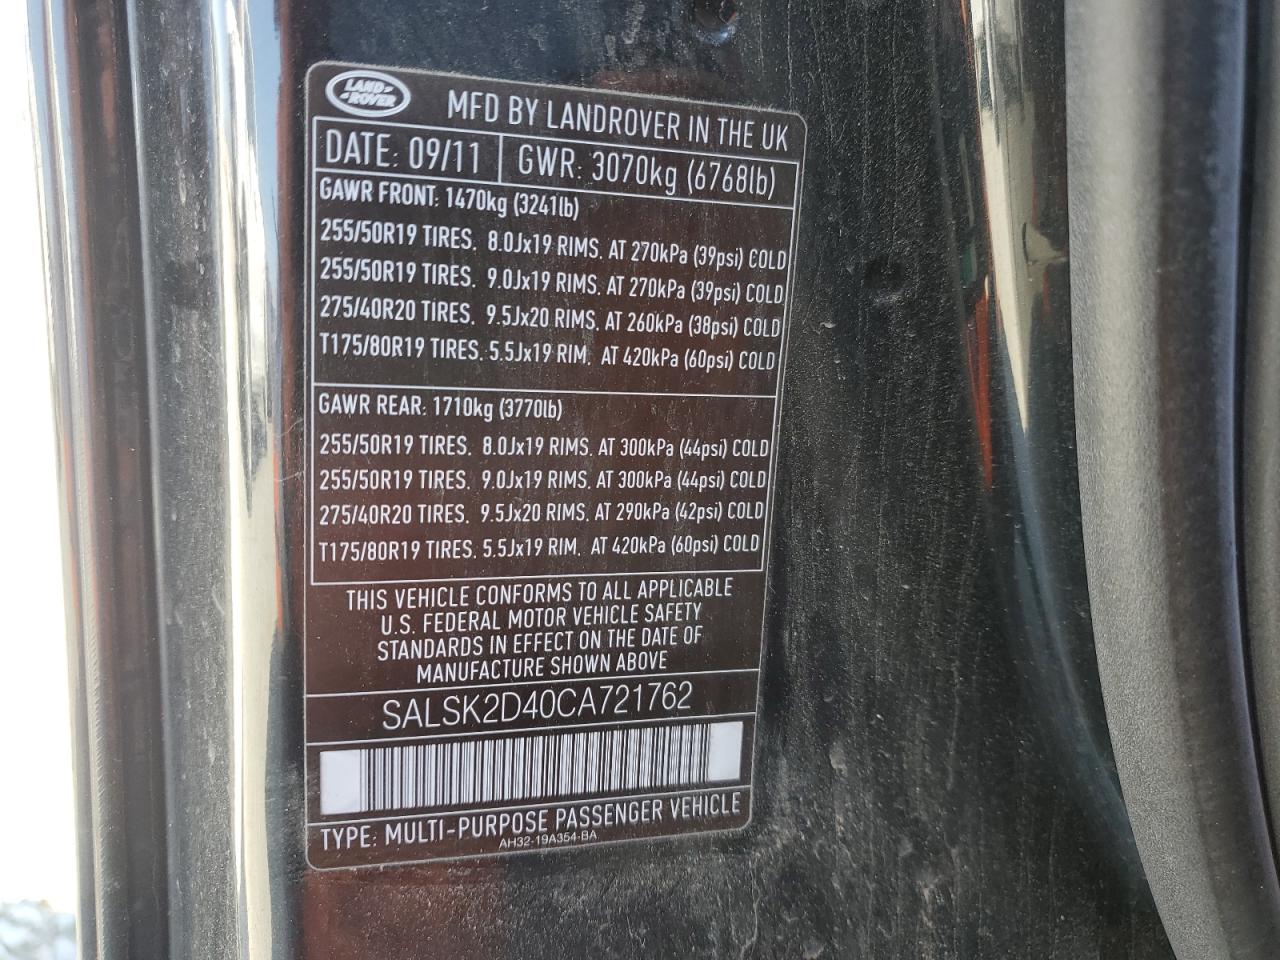 LAND ROVER
MFD BY LANDROVER IN THE UK
DATE: 09/11 GWR: 3070kg (6768lb)
GAWR FRONT: 1470kg (3241lb)
255/50R19 TIRES. 8.0Jx19 RIMS. AT 270kPa (39psi) COLD
255/50R19 TIRES. 9.0Jx19 RIMS. AT 270kPa (39psi) COLD
275/40R20 TIRES. 9.5Jx20 RIMS. AT 260kPa (38psi) COLD
T175/80R19 TIRES. 5.5Jx19 RIM. AT 420kPa (60psi) COLD
GAWR REAR: 1710kg (3770lb)
255/50R19 TIRES. 8.0Jx19 RIMS. AT 300kPa (44psi) COLD
255/50R19 TIRES. 9.0Jx19 RIMS. AT 300kPa (44psi) COLD
275/40R20 TIRES. 9.5Jx20 RIMS. AT 290kPa (42psi) COLD
T175/80R19 TIRES. 5.5Jx19 RIM. AT 420kPa (60psi) COLD
THIS VEHICLE CONFORMS TO ALL APPLICABLE
U.S. FEDERAL MOTOR VEHICLE SAFETY
STANDARDS IN EFFECT ON THE DATE OF
MANUFACTURE SHOWN ABOVE
SALSK2D40CA721762
TYPE: MULTI-PURPOSE PASSENGER VEHICLE
AH32-19A354-BA